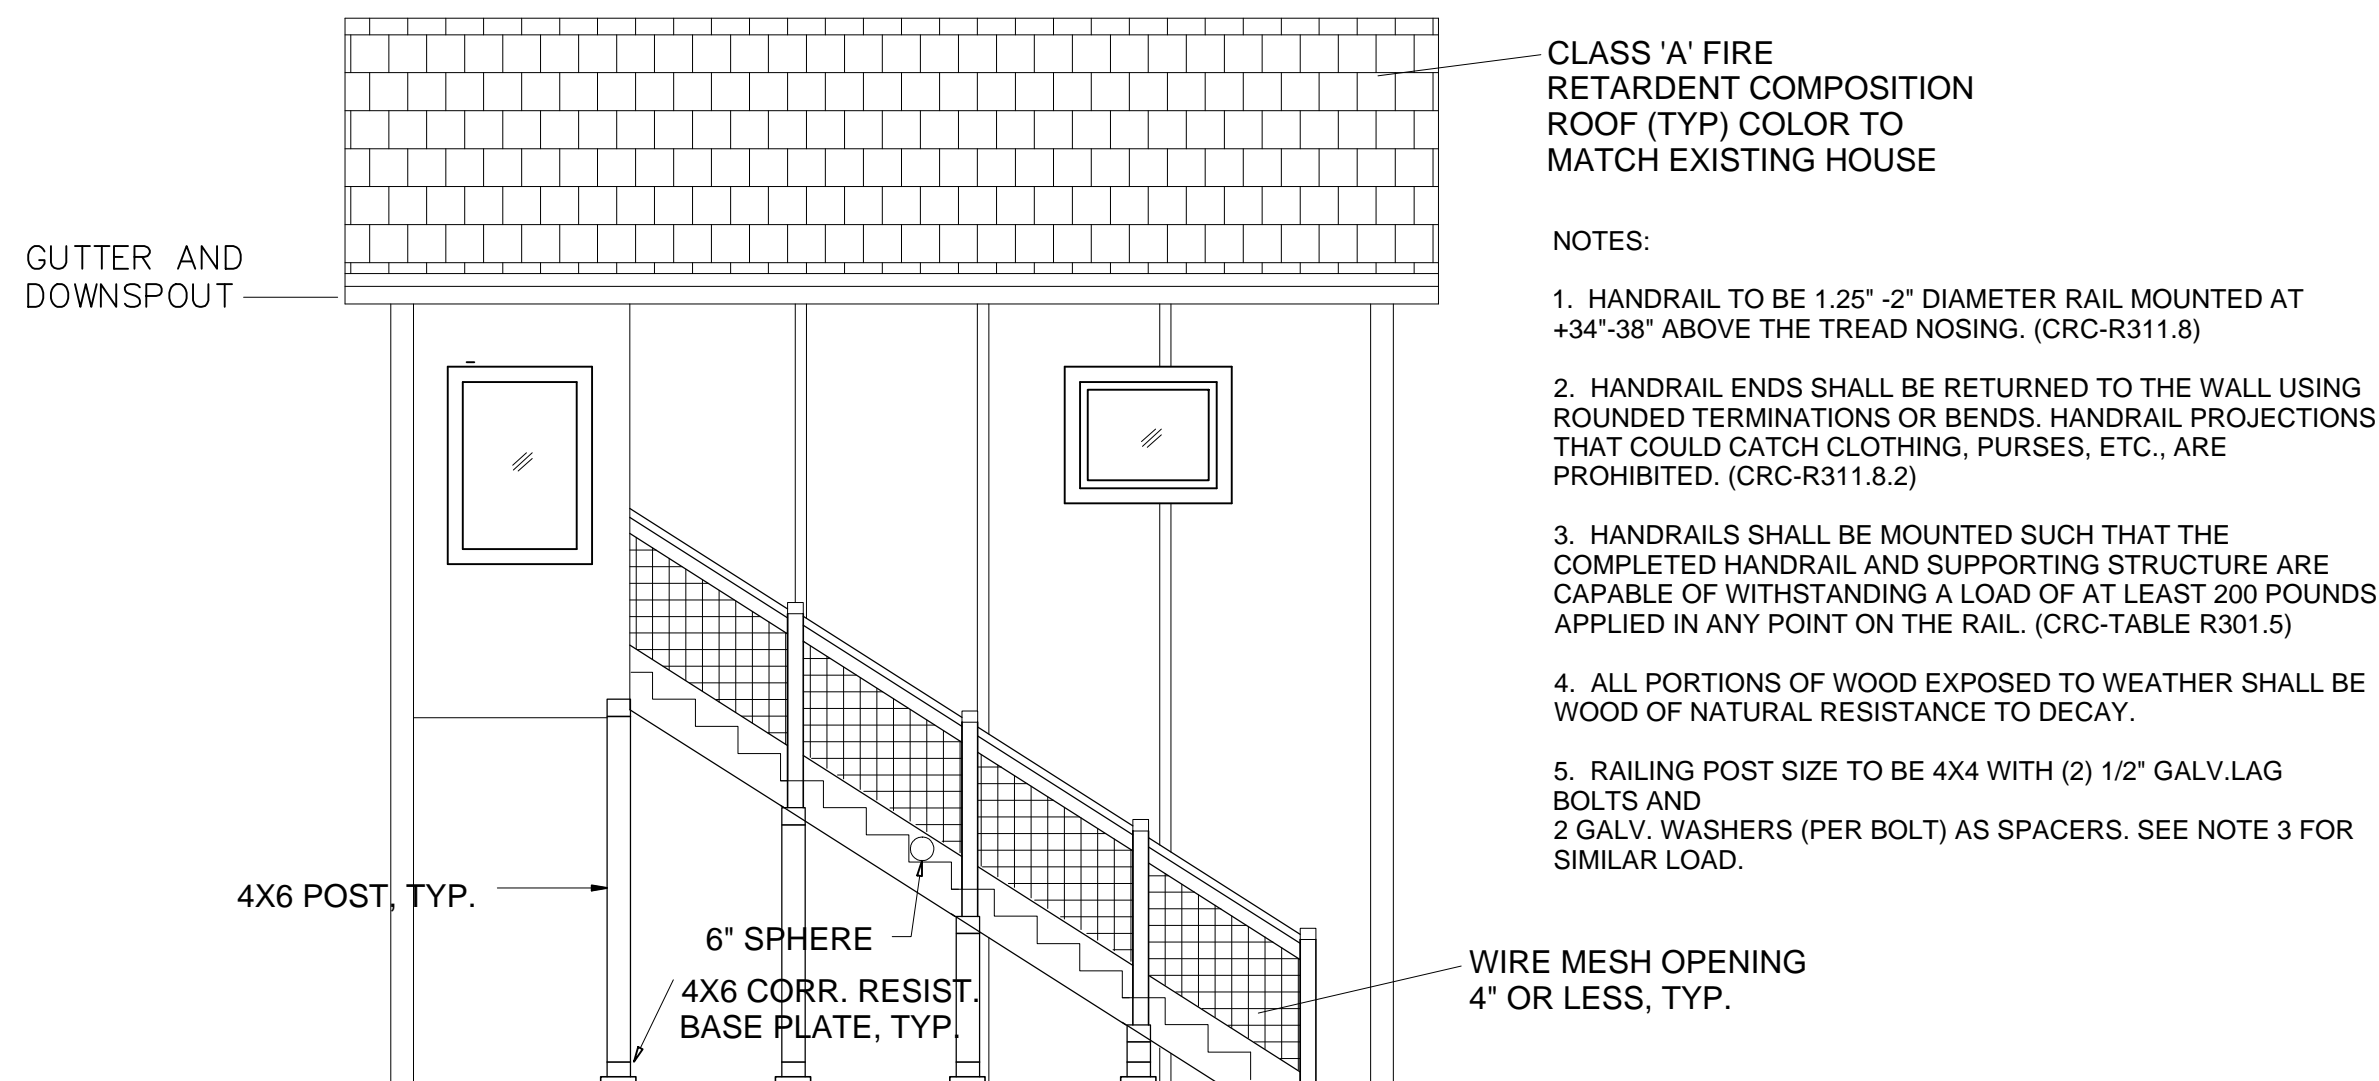 CLASS 'A' FIRE
RETARDENT COMPOSITION
ROOF (TYP) COLOR TO
MATCH EXISTING HOUSE
GUTTER AND
DOWNSPOUT
NOTES:
1. HANDRAIL TO BE 1.25" -2" DIAMETER RAIL MOUNTED AT
+34"-38" ABOVE THE TREAD NOSING. (CRC-R311.8)
2. HANDRAIL ENDS SHALL BE RETURNED TO THE WALL USING
ROUNDED TERMINATIONS OR BENDS. HANDRAIL PROJECTIONS
THAT COULD CATCH CLOTHING, PURSES, ETC., ARE
PROHIBITED. (CRC-R311.8.2)
3. HANDRAILS SHALL BE MOUNTED SUCH THAT THE
COMPLETED HANDRAIL AND SUPPORTING STRUCTURE ARE
CAPABLE OF WITHSTANDING A LOAD OF AT LEAST 200 POUNDS
APPLIED IN ANY POINT ON THE RAIL. (CRC-TABLE R301.5)
4. ALL PORTIONS OF WOOD EXPOSED TO WEATHER SHALL BE
WOOD OF NATURAL RESISTANCE TO DECAY.
5. RAILING POST SIZE TO BE 4X4 WITH (2) 1/2" GALV.LAG
BOLTS AND
2 GALV. WASHERS (PER BOLT) AS SPACERS. SEE NOTE 3 FOR
SIMILAR LOAD.
4X6 POST, TYP.
6" SPHERE
4X6 CORR. RESIST.
BASE PLATE, TYP.
WIRE MESH OPENING
4" OR LESS, TYP.